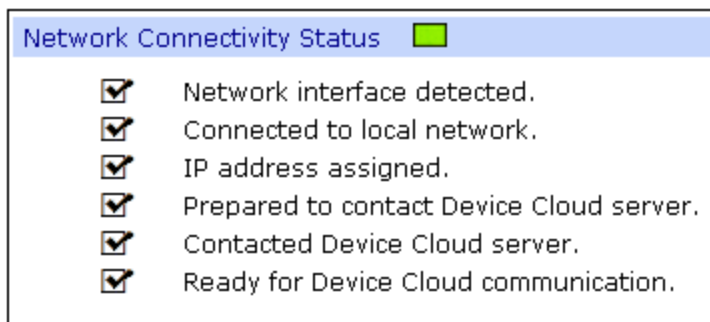 Network Connectivity Status
Network interface detected.
Connected to local network.
IP address assigned.
Prepared to contact Device Cloud server.
Contacted Device Cloud server.
Ready for Device Cloud communication.